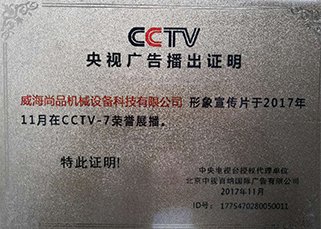 CCTV
央视广告播出证明
威海尚品机械设备科技有限公司 形象宣传片于2017年
11月在CCTV-7荣誉展播。
特此证明!
中央电视台授权代理单位
北京中视百纳国际广告有限公司
2017年11月
ID号: 1775470280050011